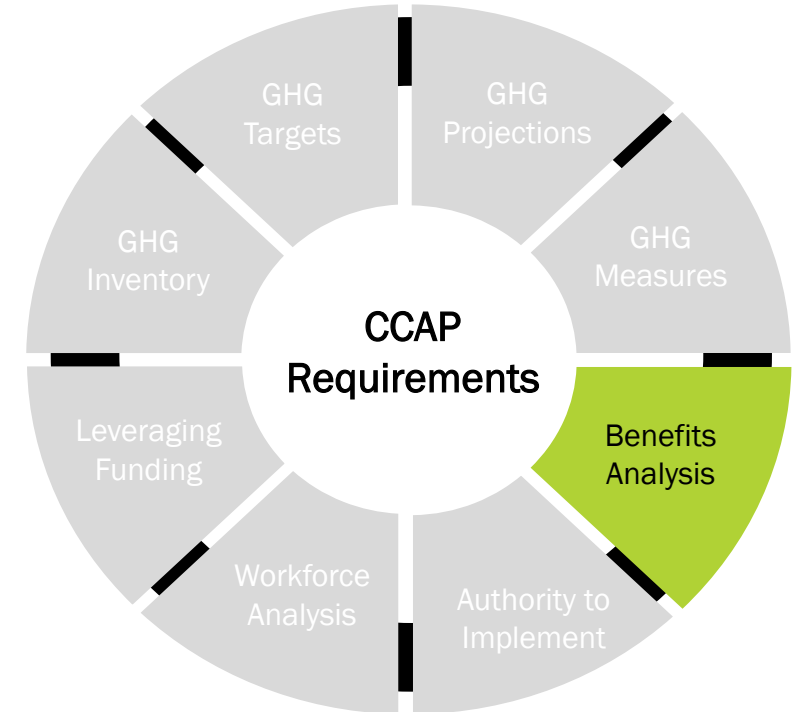 GHG
Targets
GHG
Projections
GHG
Inventory
GHG
Measures
CCAP
Requirements
Leveraging
Funding
Benefits
Analysis
Workforce
Analysis
Authority to
Implement